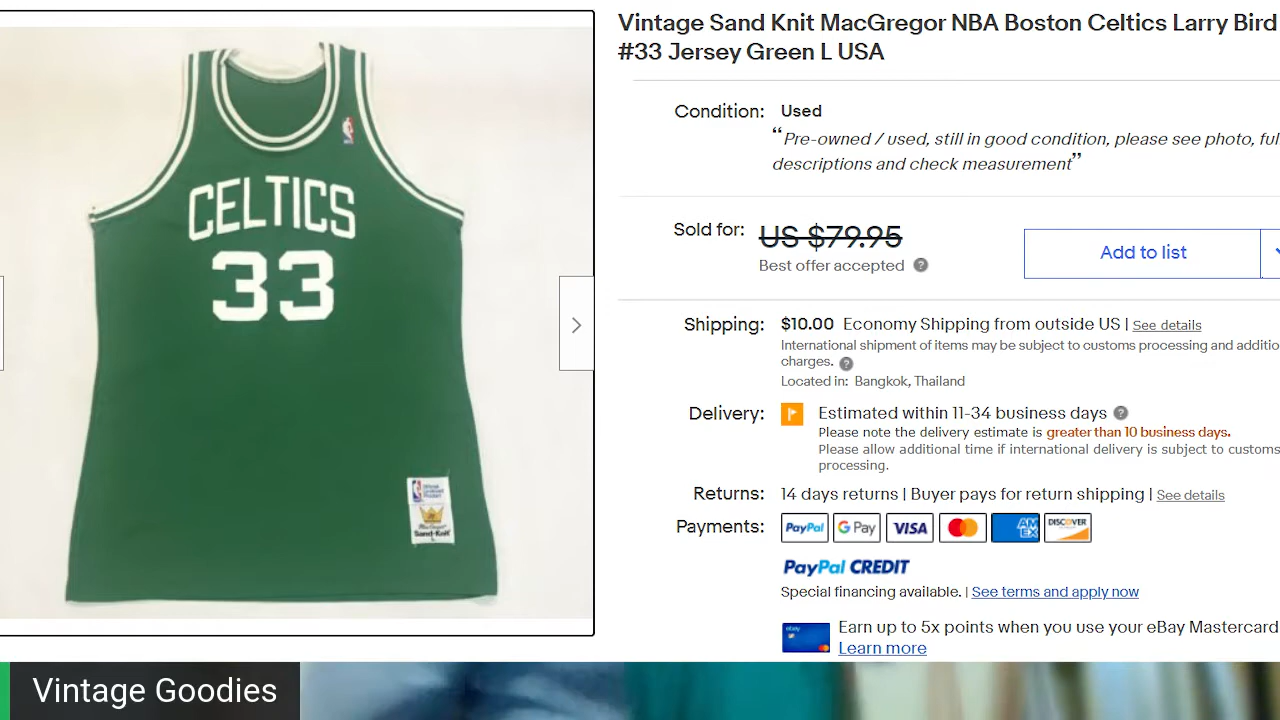 Vintage Sand Knit MacGregor NBA Boston Celtics Larry Bird
#33 Jersey Green L USA
Condition: Used
“Pre-owned / used, still in good condition, please see photo, full
descriptions and check measurement”
Sold for: US $79.95
Best offer accepted
Add to list
Shipping: $10.00 Economy Shipping from outside US | See details
International shipment of items may be subject to customs processing and additio
charges.
Located in: Bangkok, Thailand
Delivery: Estimated within 11-34 business days
Please note the delivery estimate is greater than 10 business days.
Please allow additional time if international delivery is subject to customs
processing.
Returns: 14 days returns | Buyer pays for return shipping | See details
Payments: PayPal G Pay VISA AM EX DISCOVER
PayPal CREDIT
Special financing available. | See terms and apply now
ebay
Earn up to 5x points when you use your eBay Mastercard
Learn more
CELTICS
33
Sand-Knit
Vintage Goodies